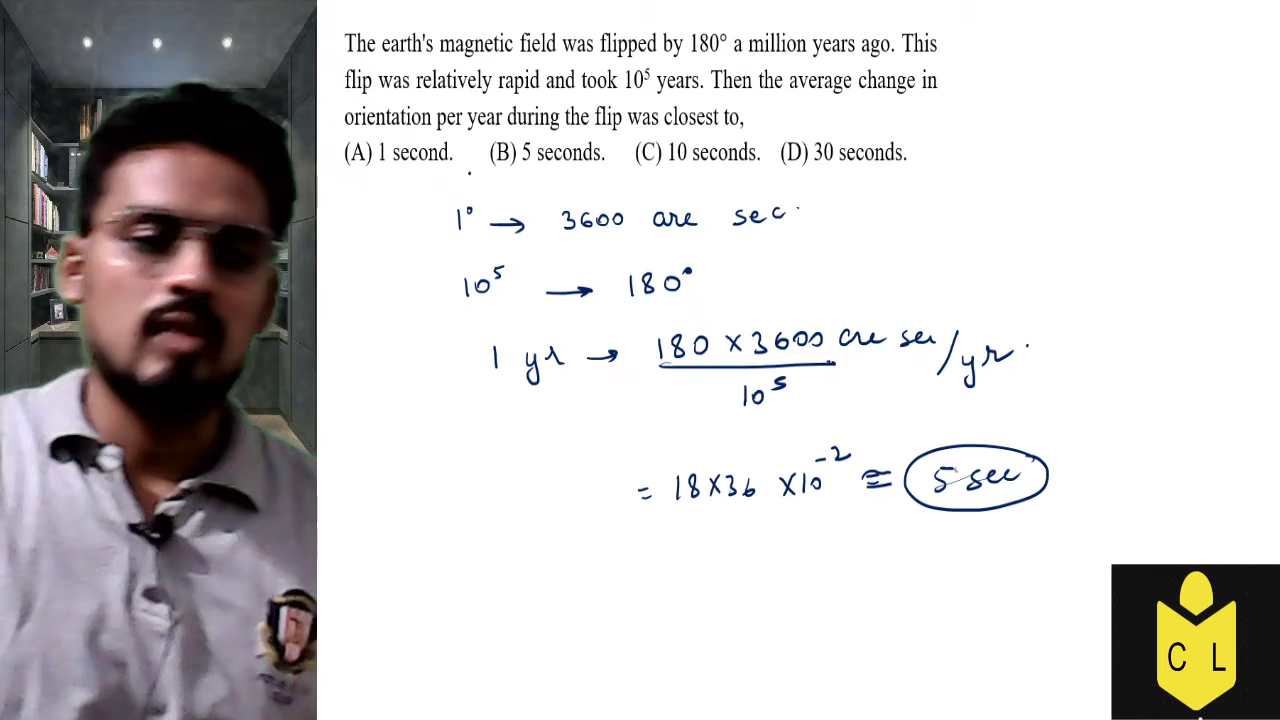 The earth's magnetic field was flipped by 180° a million years ago. This
flip was relatively rapid and took 10⁵ years. Then the average change in
orientation per year during the flip was closest to,
(A) 1 second. (B) 5 seconds. (C) 10 seconds. (D) 30 seconds.
1° → 3600 arc sec.
10⁵ → 180°
1 yr → 180 × 3600 arc sec/yr.
10⁵
= 18×36 ×10⁻² ≅ 5 sec
C L